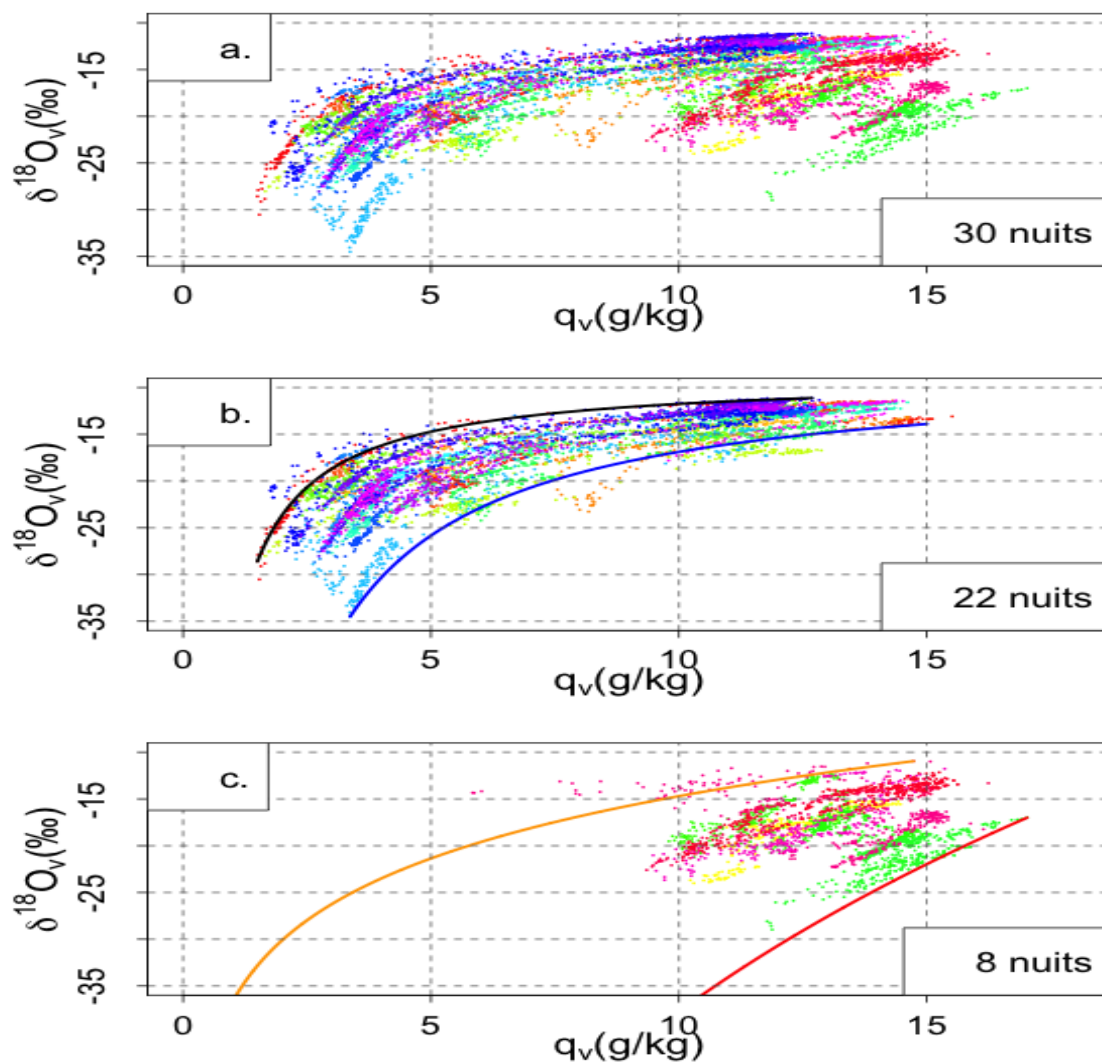 a.
-15
-25
-35
δ¹⁸Oᵥ(‰)
30 nuits
0 5 10 15
qᵥ(g/kg)
b.
-15
-25
-35
δ¹⁸Oᵥ(‰)
22 nuits
0 5 10 15
qᵥ(g/kg)
c.
-15
-25
-35
δ¹⁸Oᵥ(‰)
8 nuits
0 5 10 15
qᵥ(g/kg)